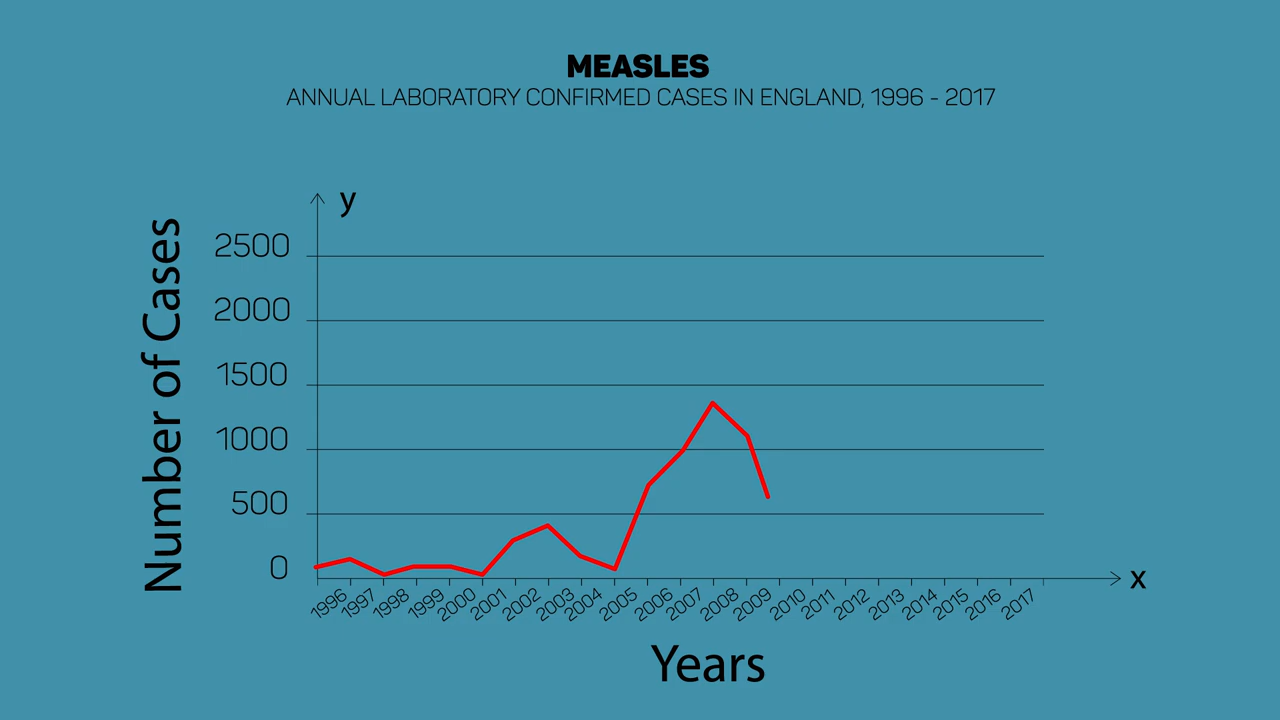 MEASLES
ANNUAL LABORATORY CONFIRMED CASES IN ENGLAND, 1996 - 2017
y
Number of Cases
2500
2000
1500
1000
500
0
x
1996 1997 1998 1999 2000 2001 2002 2003 2004 2005 2006 2007 2008 2009 2010 2011 2012 2013 2014 2015 2016 2017
Years